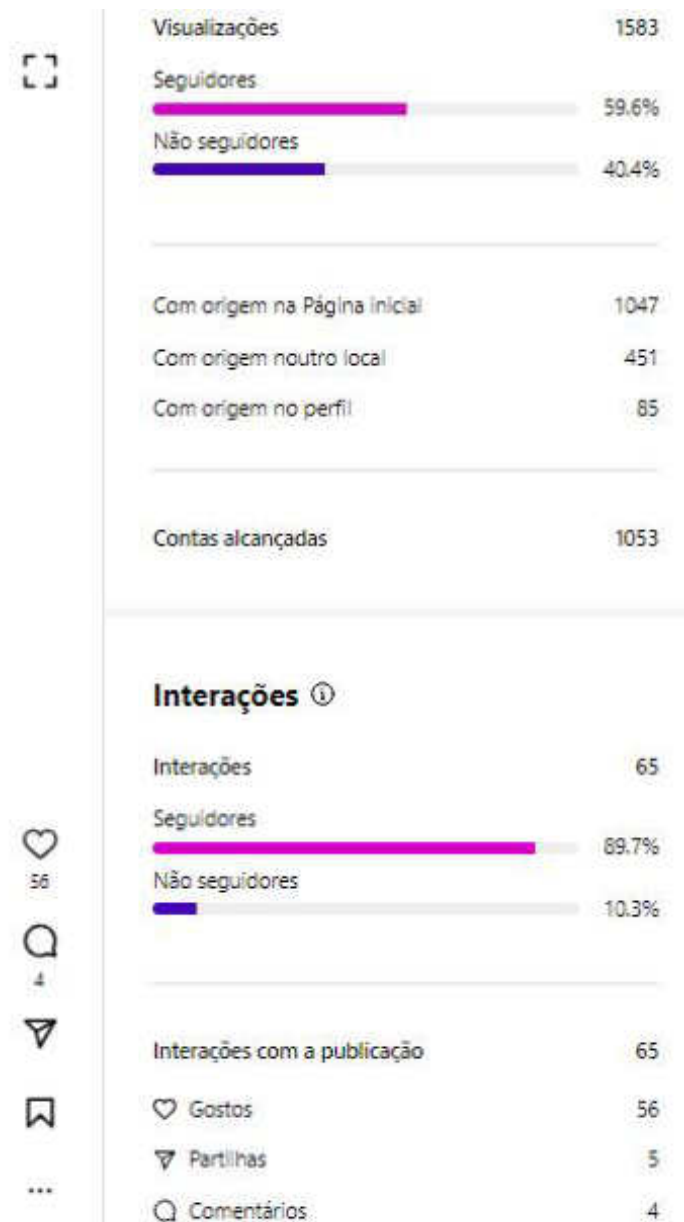 Visualizações 1583
Seguidores
59.6%
Não seguidores
40.4%
Com origem na Página inicial 1047
Com origem noutro local 451
Com origem no perfil 85
Contas alcançadas 1053
Interações
Interações 65
Seguidores
89.7%
Não seguidores
10.3%
56
4
Interações com a publicação 65
Gostos 56
Partilhas 5
Comentários 4